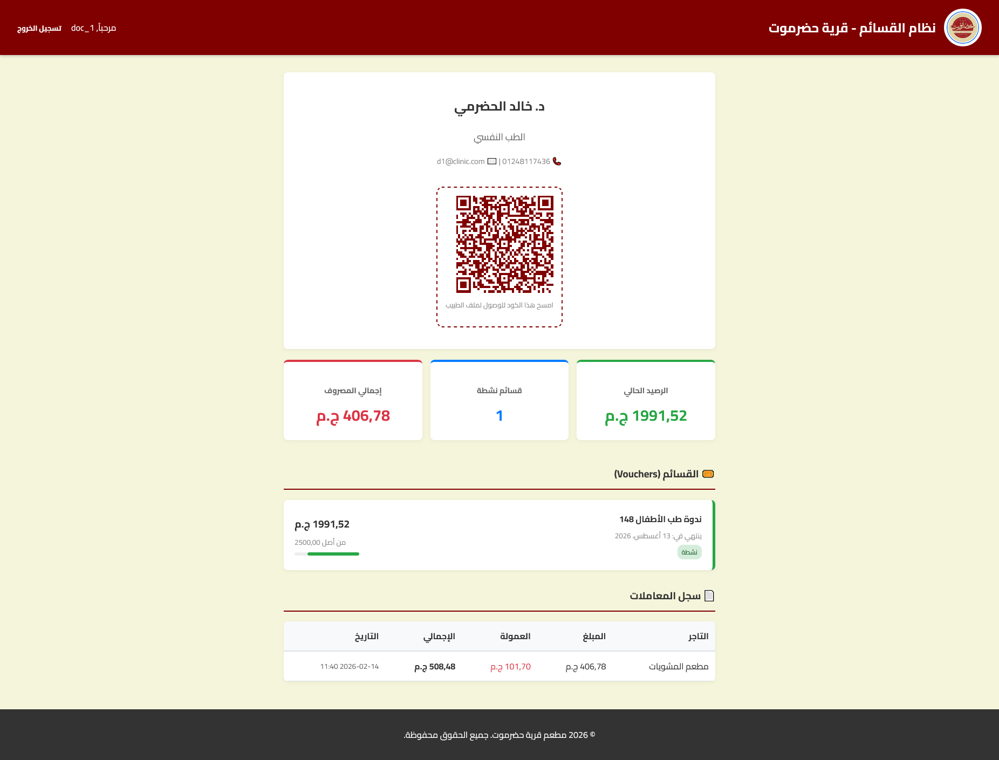 نظام القسائم - قرية حضرموت
مرحباً, doc_1
تسجيل الخروج
د. خالد الحضرمي
الطب النفسي
📞 01248117436 | ✉️ d1@clinic.com
امسح هذا الكود للوصول لملف الطبيب
الرصيد الحالي
1991,52 ج.م
قسائم نشطة
1
إجمالي المصروف
406,78 ج.م
🎫 القسائم (Vouchers)
ندوة طب الأطفال 148
ينتهي في: 13 أغسطس، 2026
نشطة
1991,52 ج.م
من أصل 2500,00
📄 سجل المعاملات
التاجر المبلغ العمولة الإجمالي التاريخ
مطعم المشويات 406,78 ج.م 101,70 ج.م 508,48 ج.م 2026-02-14 11:40
© 2026 مطعم قرية حضرموت. جميع الحقوق محفوظة.